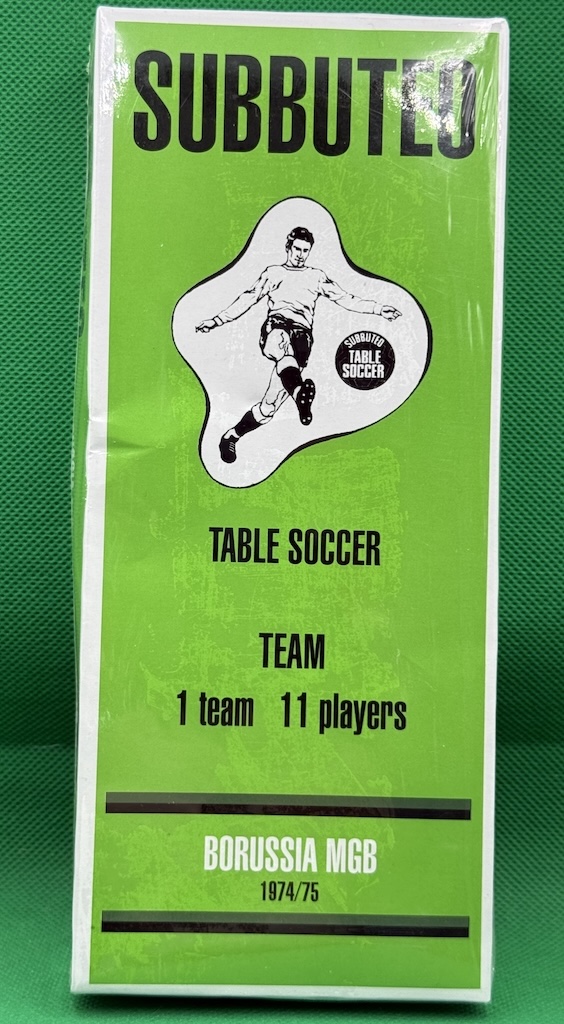 SUBBUTEO
SUBBUTEO
TABLE
SOCCER
TABLE SOCCER
TEAM
1 team 11 players
BORUSSIA MGB
1974/75